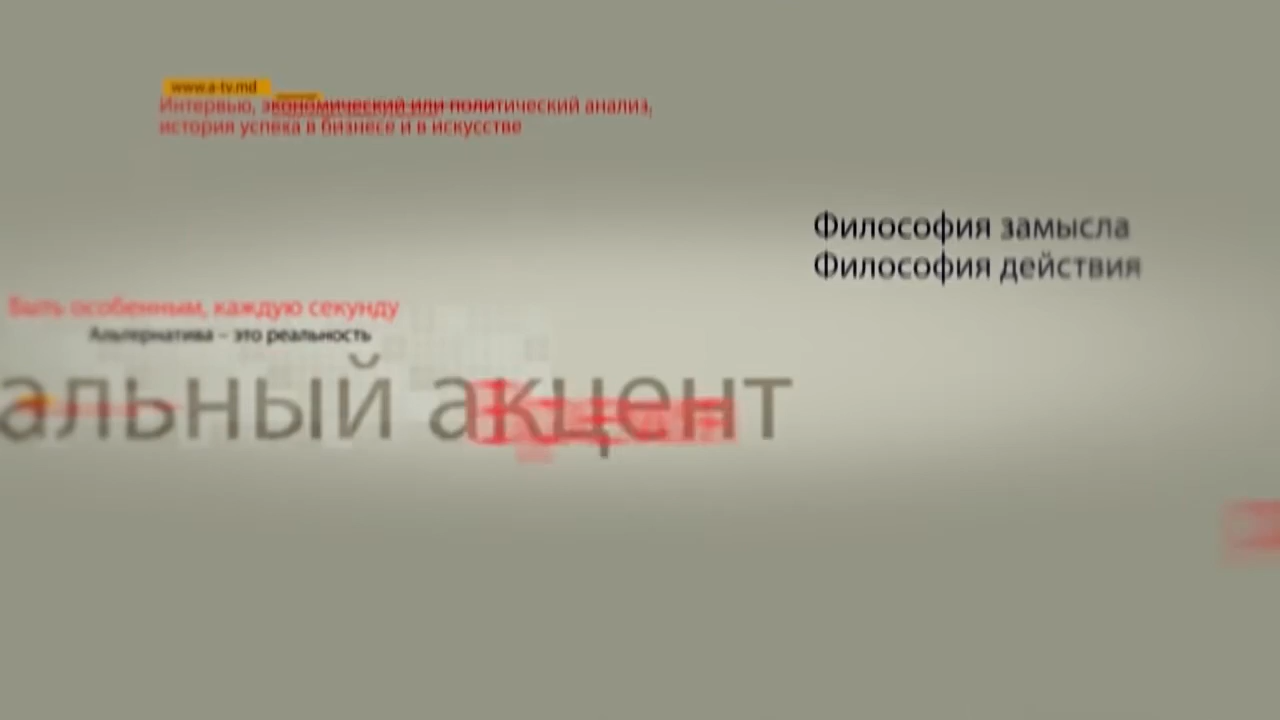 www.a-tv.md
Интервью, экономический или политический анализ,
история успеха в бизнесе и в искусстве
Философия замысла
Философия действия
Быть особенным, каждую секунду
Альтернатива – это реальность
альный акцент